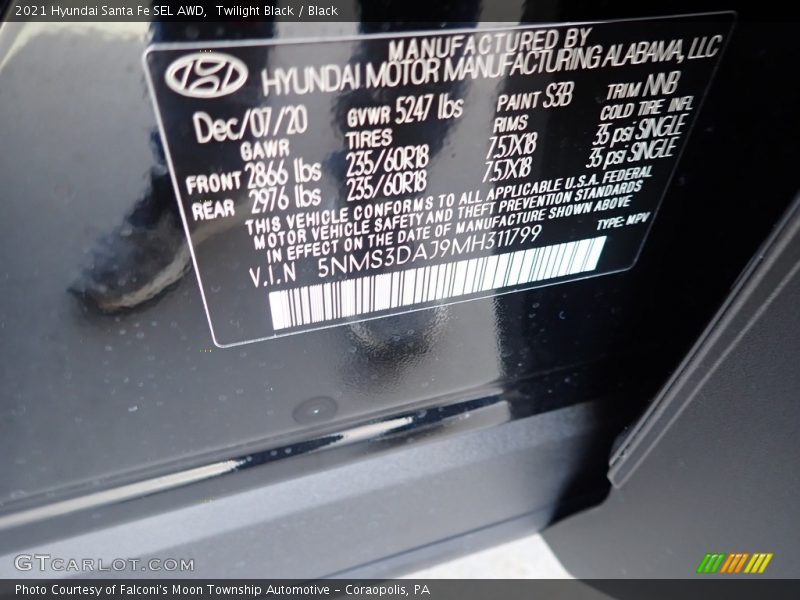 2021 Hyundai Santa Fe SEL AWD,  Twilight Black / Black
MANUFACTURED BY
HYUNDAI MOTOR MANUFACTURING ALABAMA, LLC
Dec/07/20 GVWR 5247 lbs PAINT S3B TRIM NNB
GAWR TIRES RIMS COLD TIRE INFL
FRONT 2866 lbs 235/60R18 7.5JX18 35 psi SINGLE
REAR 2976 lbs 235/60R18 7.5JX18 35 psi SINGLE
THIS VEHICLE CONFORMS TO ALL APPLICABLE U.S.A. FEDERAL
MOTOR VEHICLE SAFETY AND THEFT PREVENTION STANDARDS
IN EFFECT ON THE DATE OF MANUFACTURE SHOWN ABOVE
V.I.N 5NMS3DAJ9MH311799 TYPE: MPV
GTCARLOT.COM
Photo Courtesy of Falconi's Moon Township Automotive - Coraopolis, PA